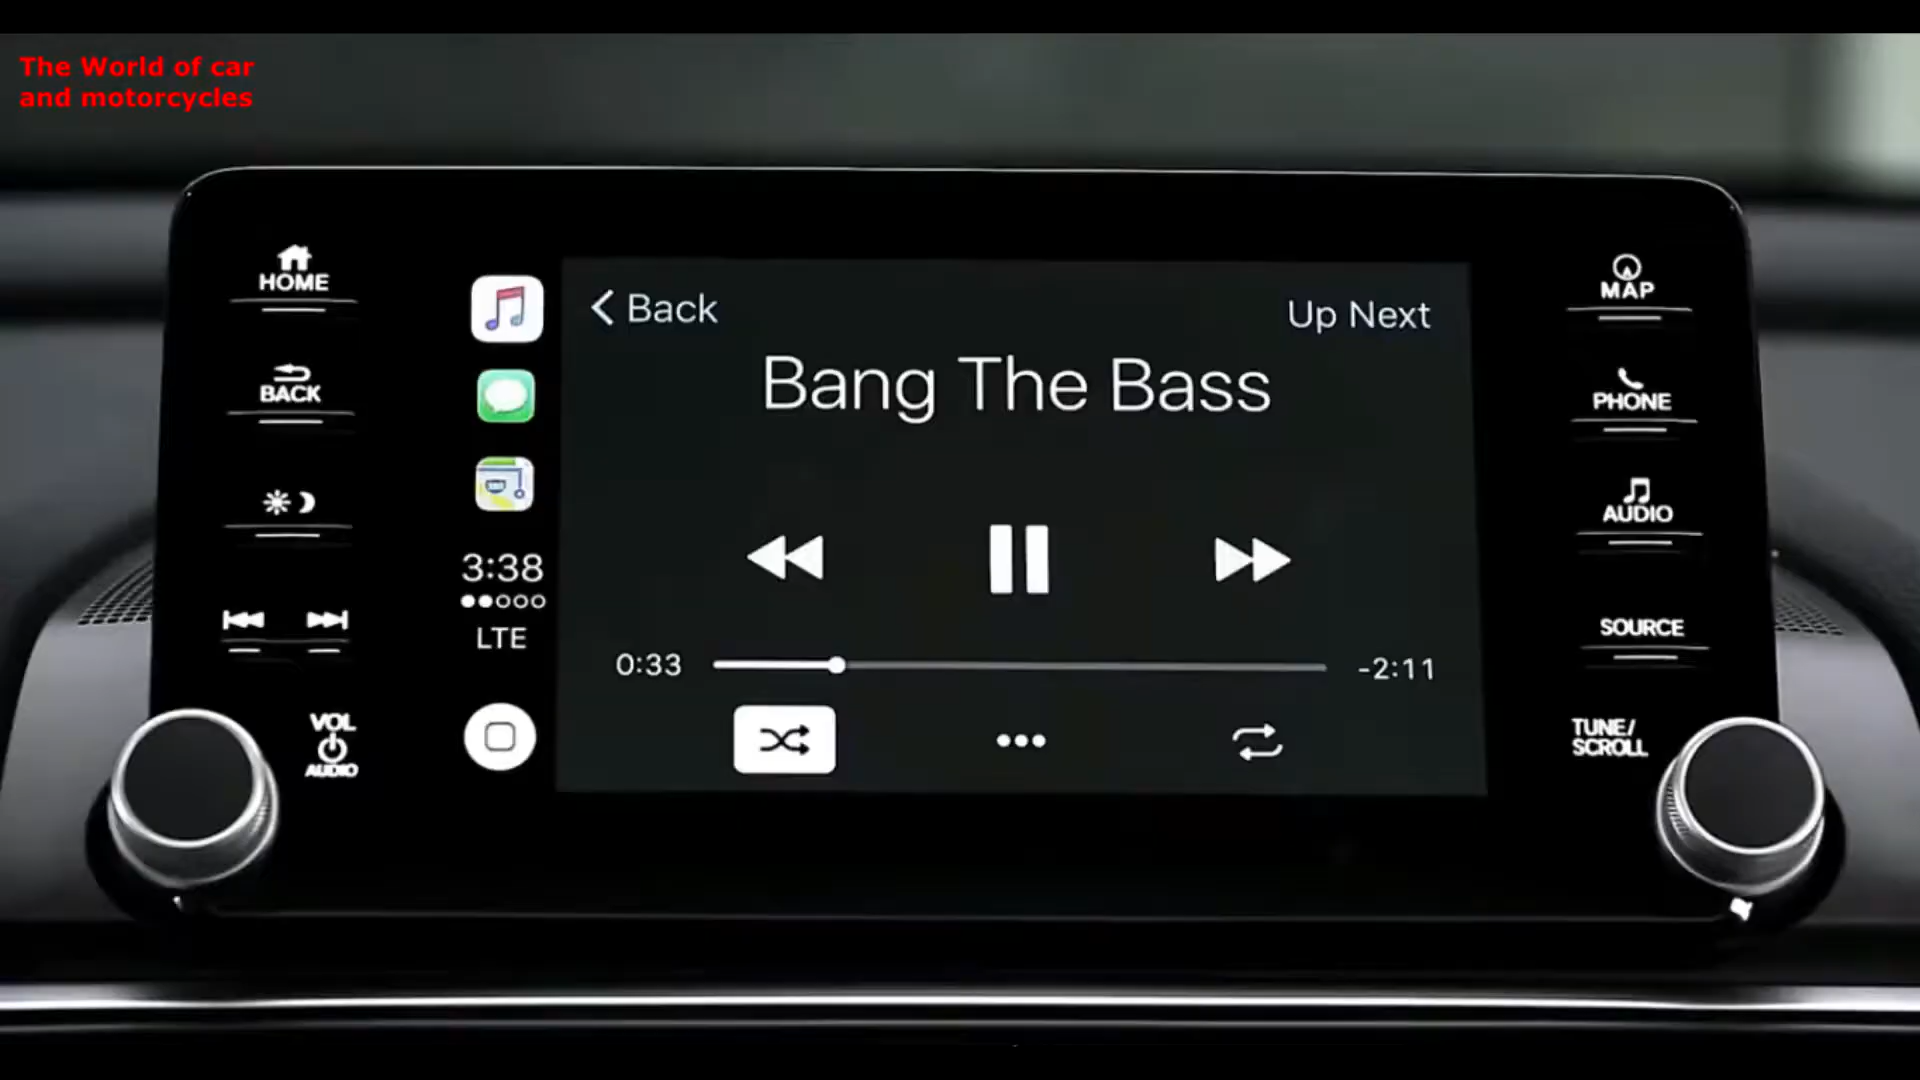 The World of car
and motorcycles
HOME
BACK
VOL
AUDIO
3:38
LTE
Back
Up Next
Bang The Bass
0:33
-2:11
MAP
PHONE
AUDIO
SOURCE
TUNE/
SCROLL